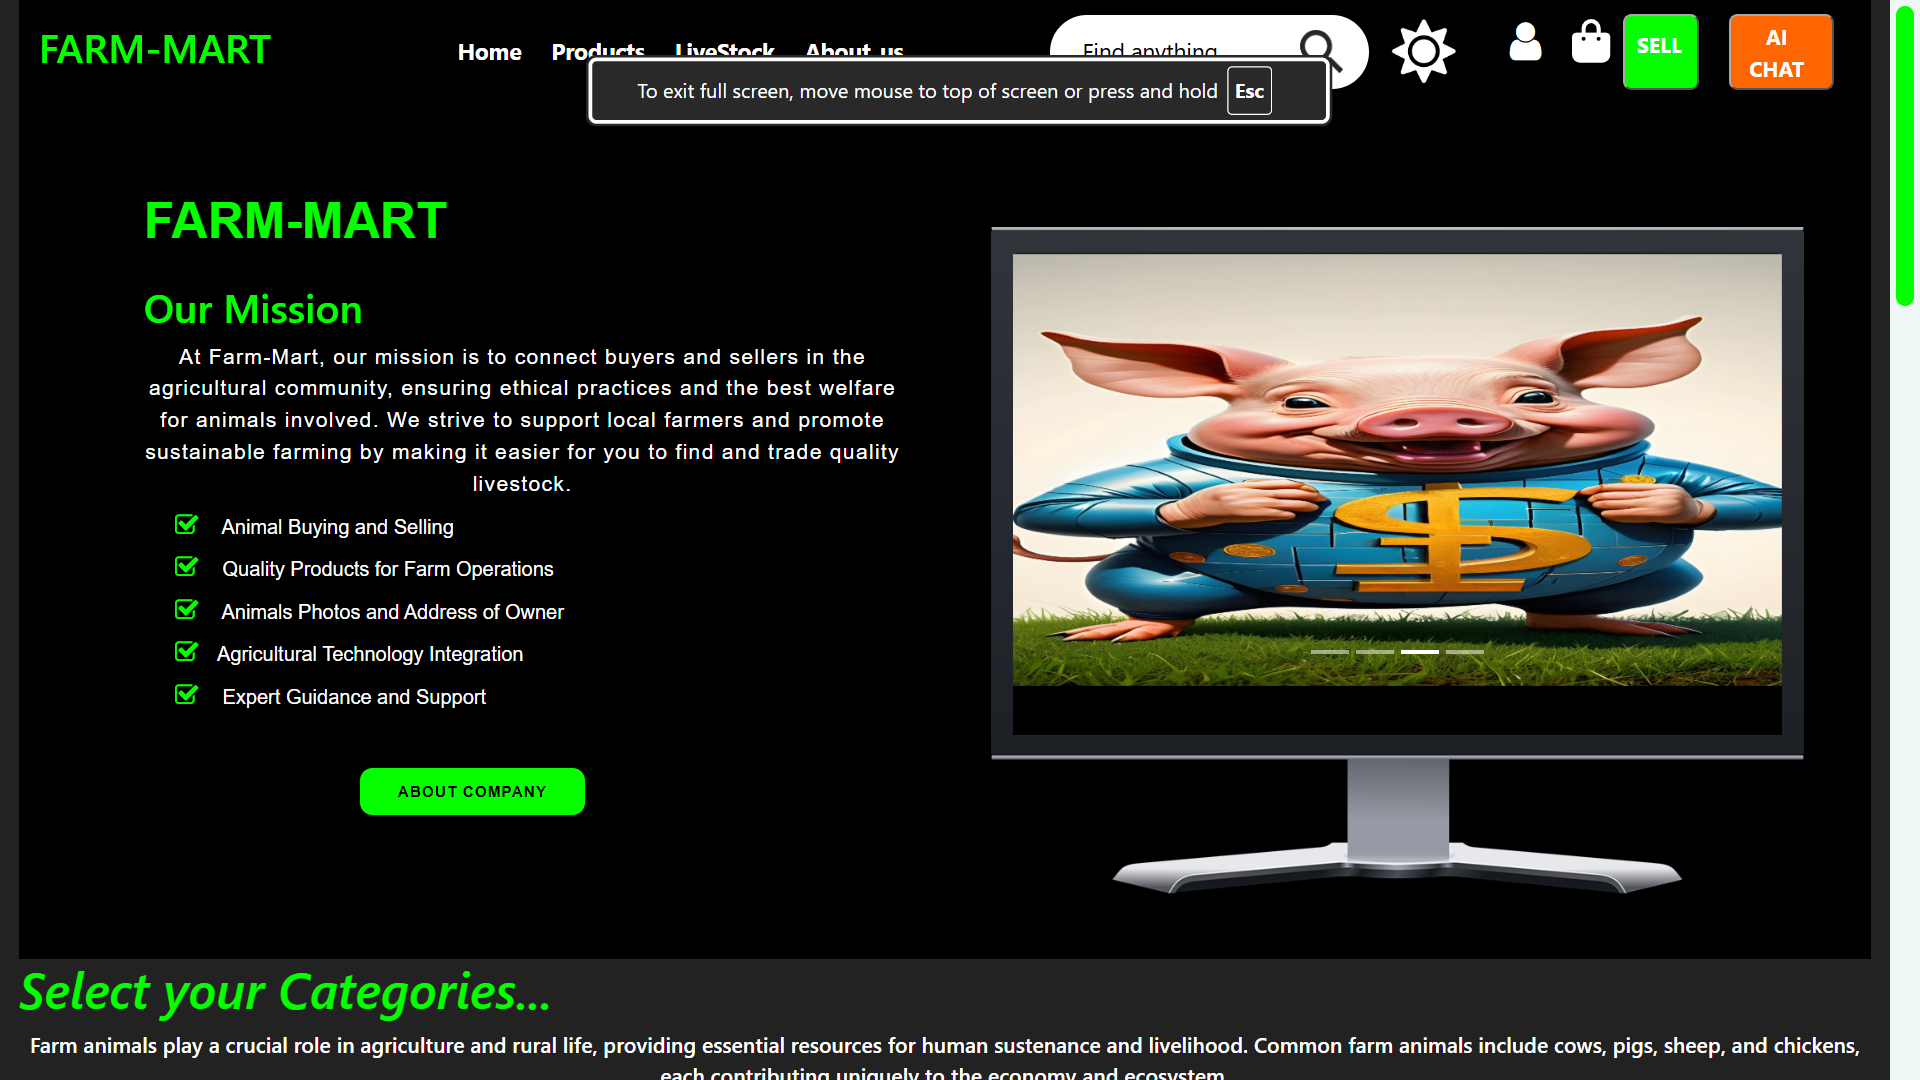 FARM-MART
Home Products LiveStock About us
Find anything
SELL
AI
CHAT
To exit full screen, move mouse to top of screen or press and hold Esc
FARM-MART
Our Mission
At Farm-Mart, our mission is to connect buyers and sellers in the
agricultural community, ensuring ethical practices and the best welfare
for animals involved. We strive to support local farmers and promote
sustainable farming by making it easier for you to find and trade quality
livestock.
Animal Buying and Selling
Quality Products for Farm Operations
Animals Photos and Address of Owner
Agricultural Technology Integration
Expert Guidance and Support
ABOUT COMPANY
Select your Categories...
Farm animals play a crucial role in agriculture and rural life, providing essential resources for human sustenance and livelihood. Common farm animals include cows, pigs, sheep, and chickens,
each contributing uniquely to the economy and ecosystem.